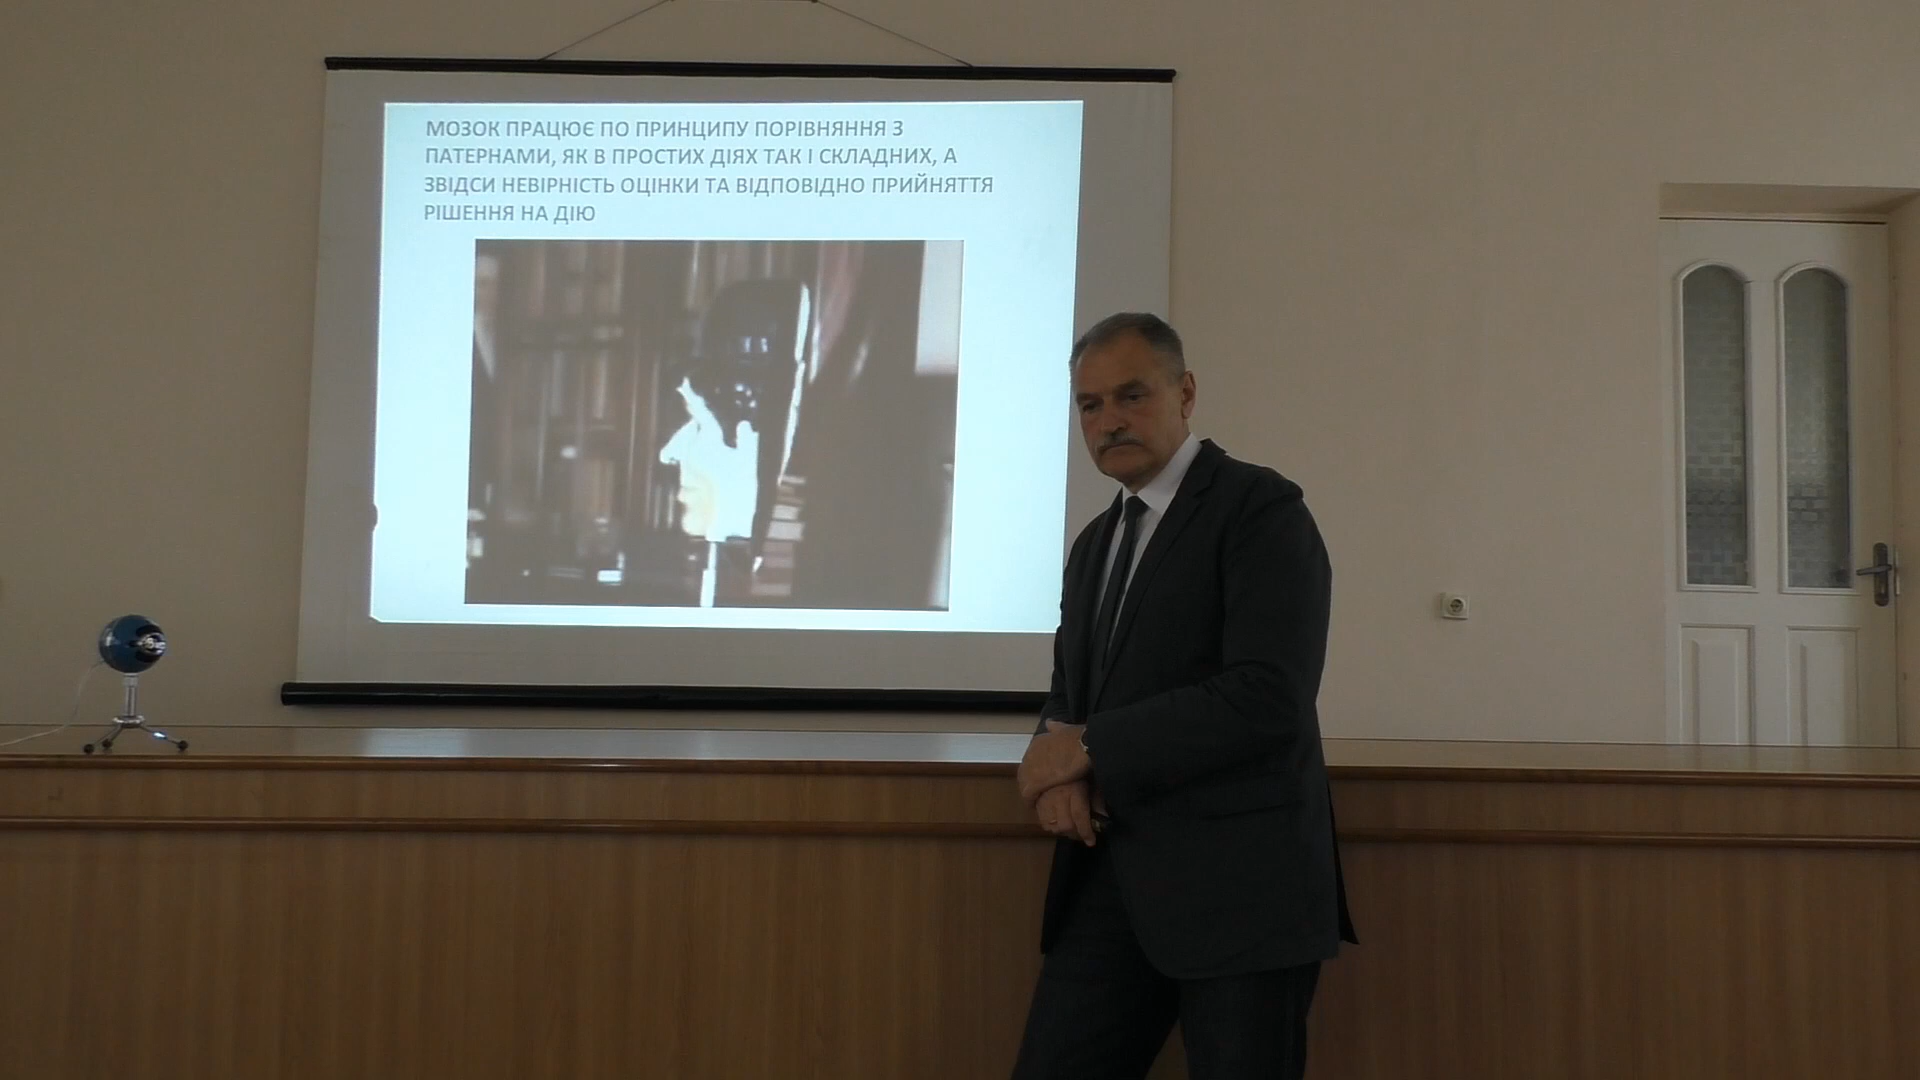 МОЗОК ПРАЦЮЄ ПО ПРИНЦИПУ ПОРІВНЯННЯ З
ПАТЕРНАМИ, ЯК В ПРОСТИХ ДІЯХ ТАК І СКЛАДНИХ, А
ЗВІДСИ НЕВІРНІСТЬ ОЦІНКИ ТА ВІДПОВІДНО ПРИЙНЯТТЯ
РІШЕННЯ НА ДІЮ